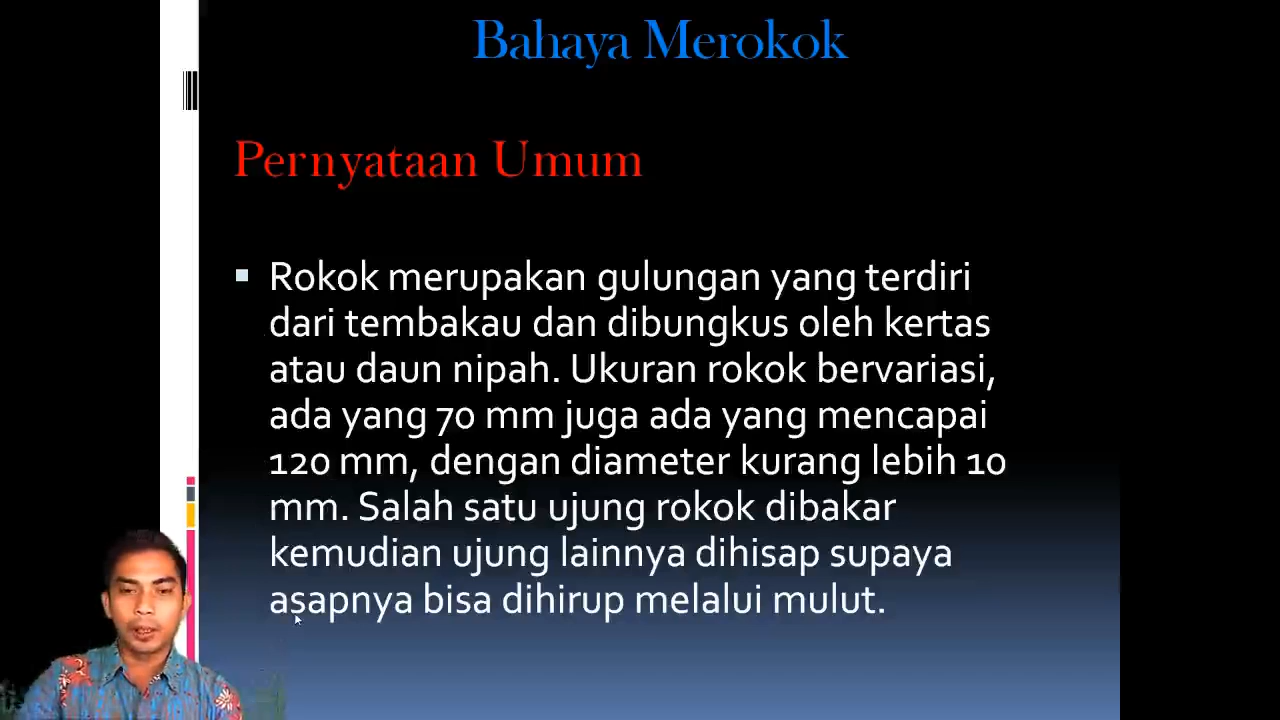 Bahaya Merokok
Pernyataan Umum
Rokok merupakan gulungan yang terdiri
dari tembakau dan dibungkus oleh kertas
atau daun nipah. Ukuran rokok bervariasi,
ada yang 70 mm juga ada yang mencapai
120 mm, dengan diameter kurang lebih 10
mm. Salah satu ujung rokok dibakar
kemudian ujung lainnya dihisap supaya
asapnya bisa dihirup melalui mulut.